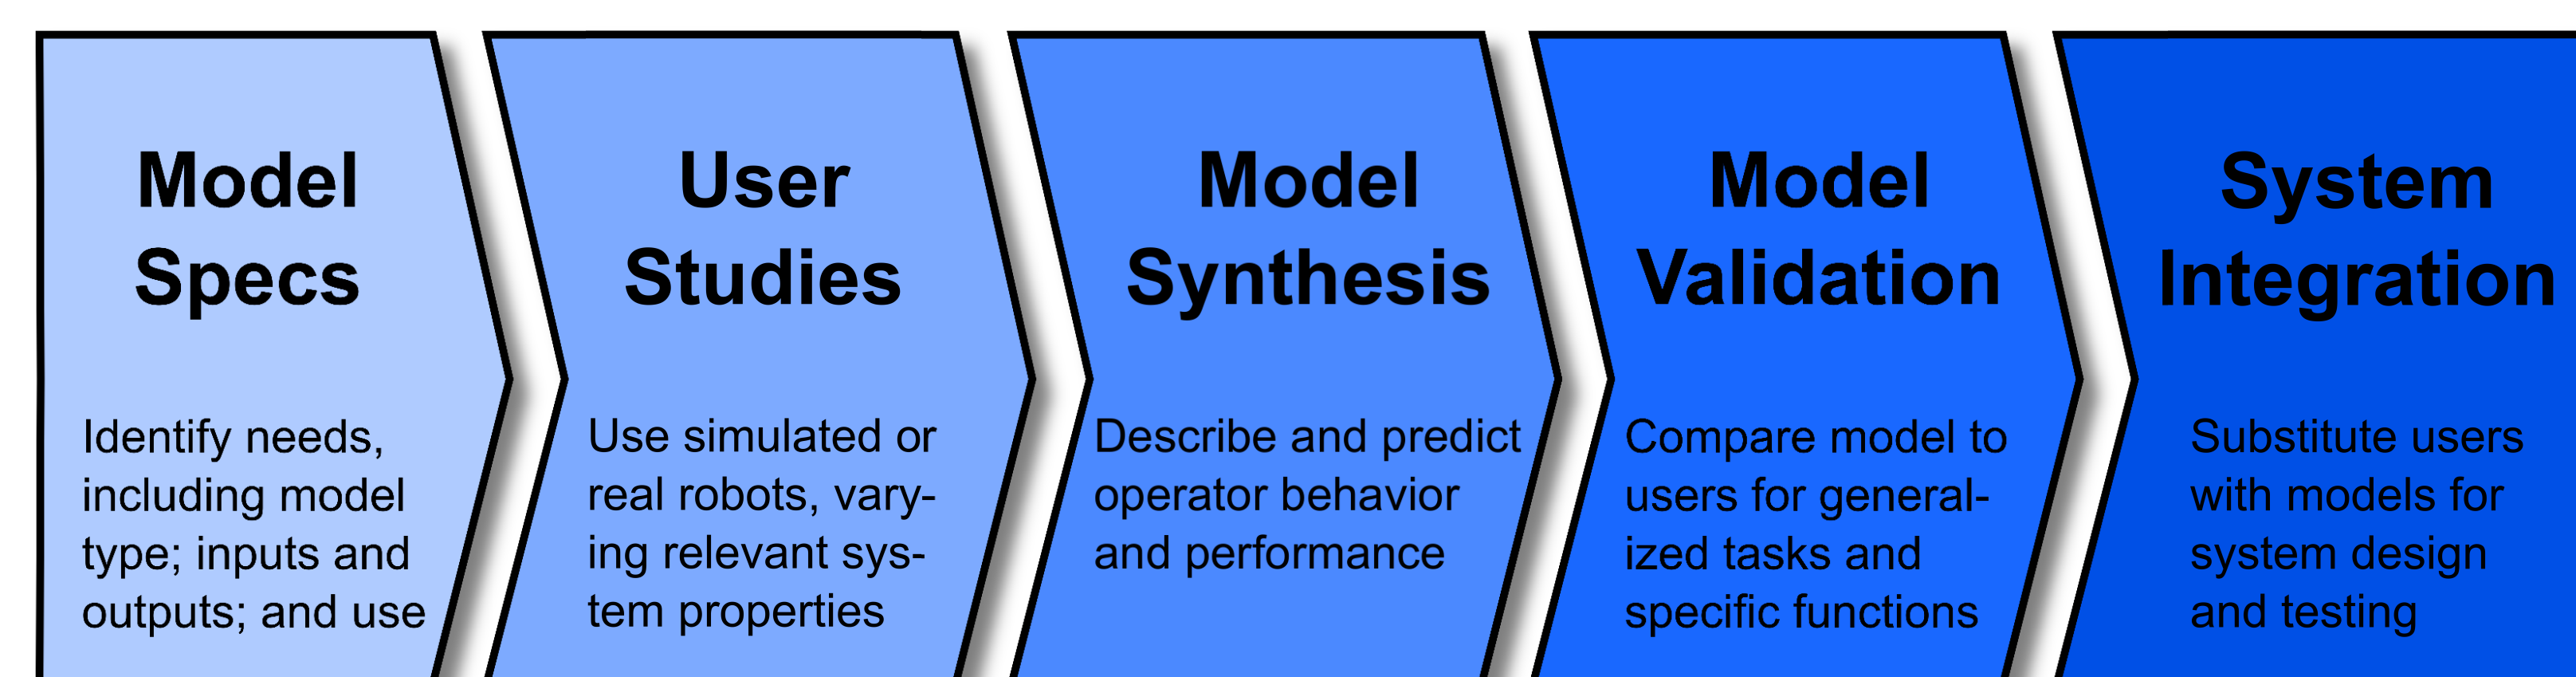 Model
Specs
Identify needs,
including model
type; inputs and
outputs; and use
User
Studies
Use simulated or
real robots, vary-
ing relevant sys-
tem properties
Model
Synthesis
Describe and predict
operator behavior
and performance
Model
Validation
Compare model to
users for general-
ized tasks and
specific functions
System
Integration
Substitute users
with models for
system design
and testing